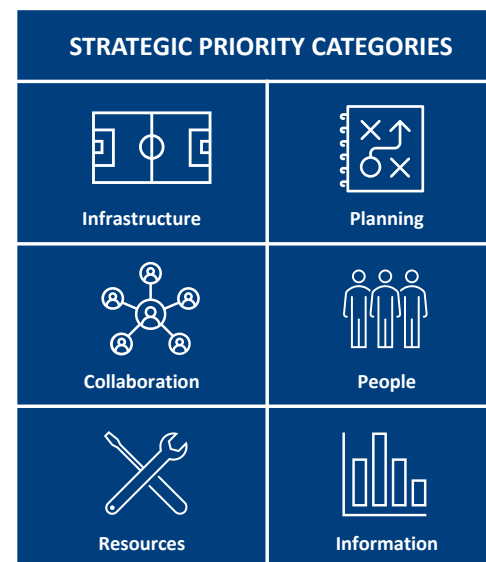 STRATEGIC PRIORITY CATEGORIES
Infrastructure
Planning
Collaboration
People
Resources
Information